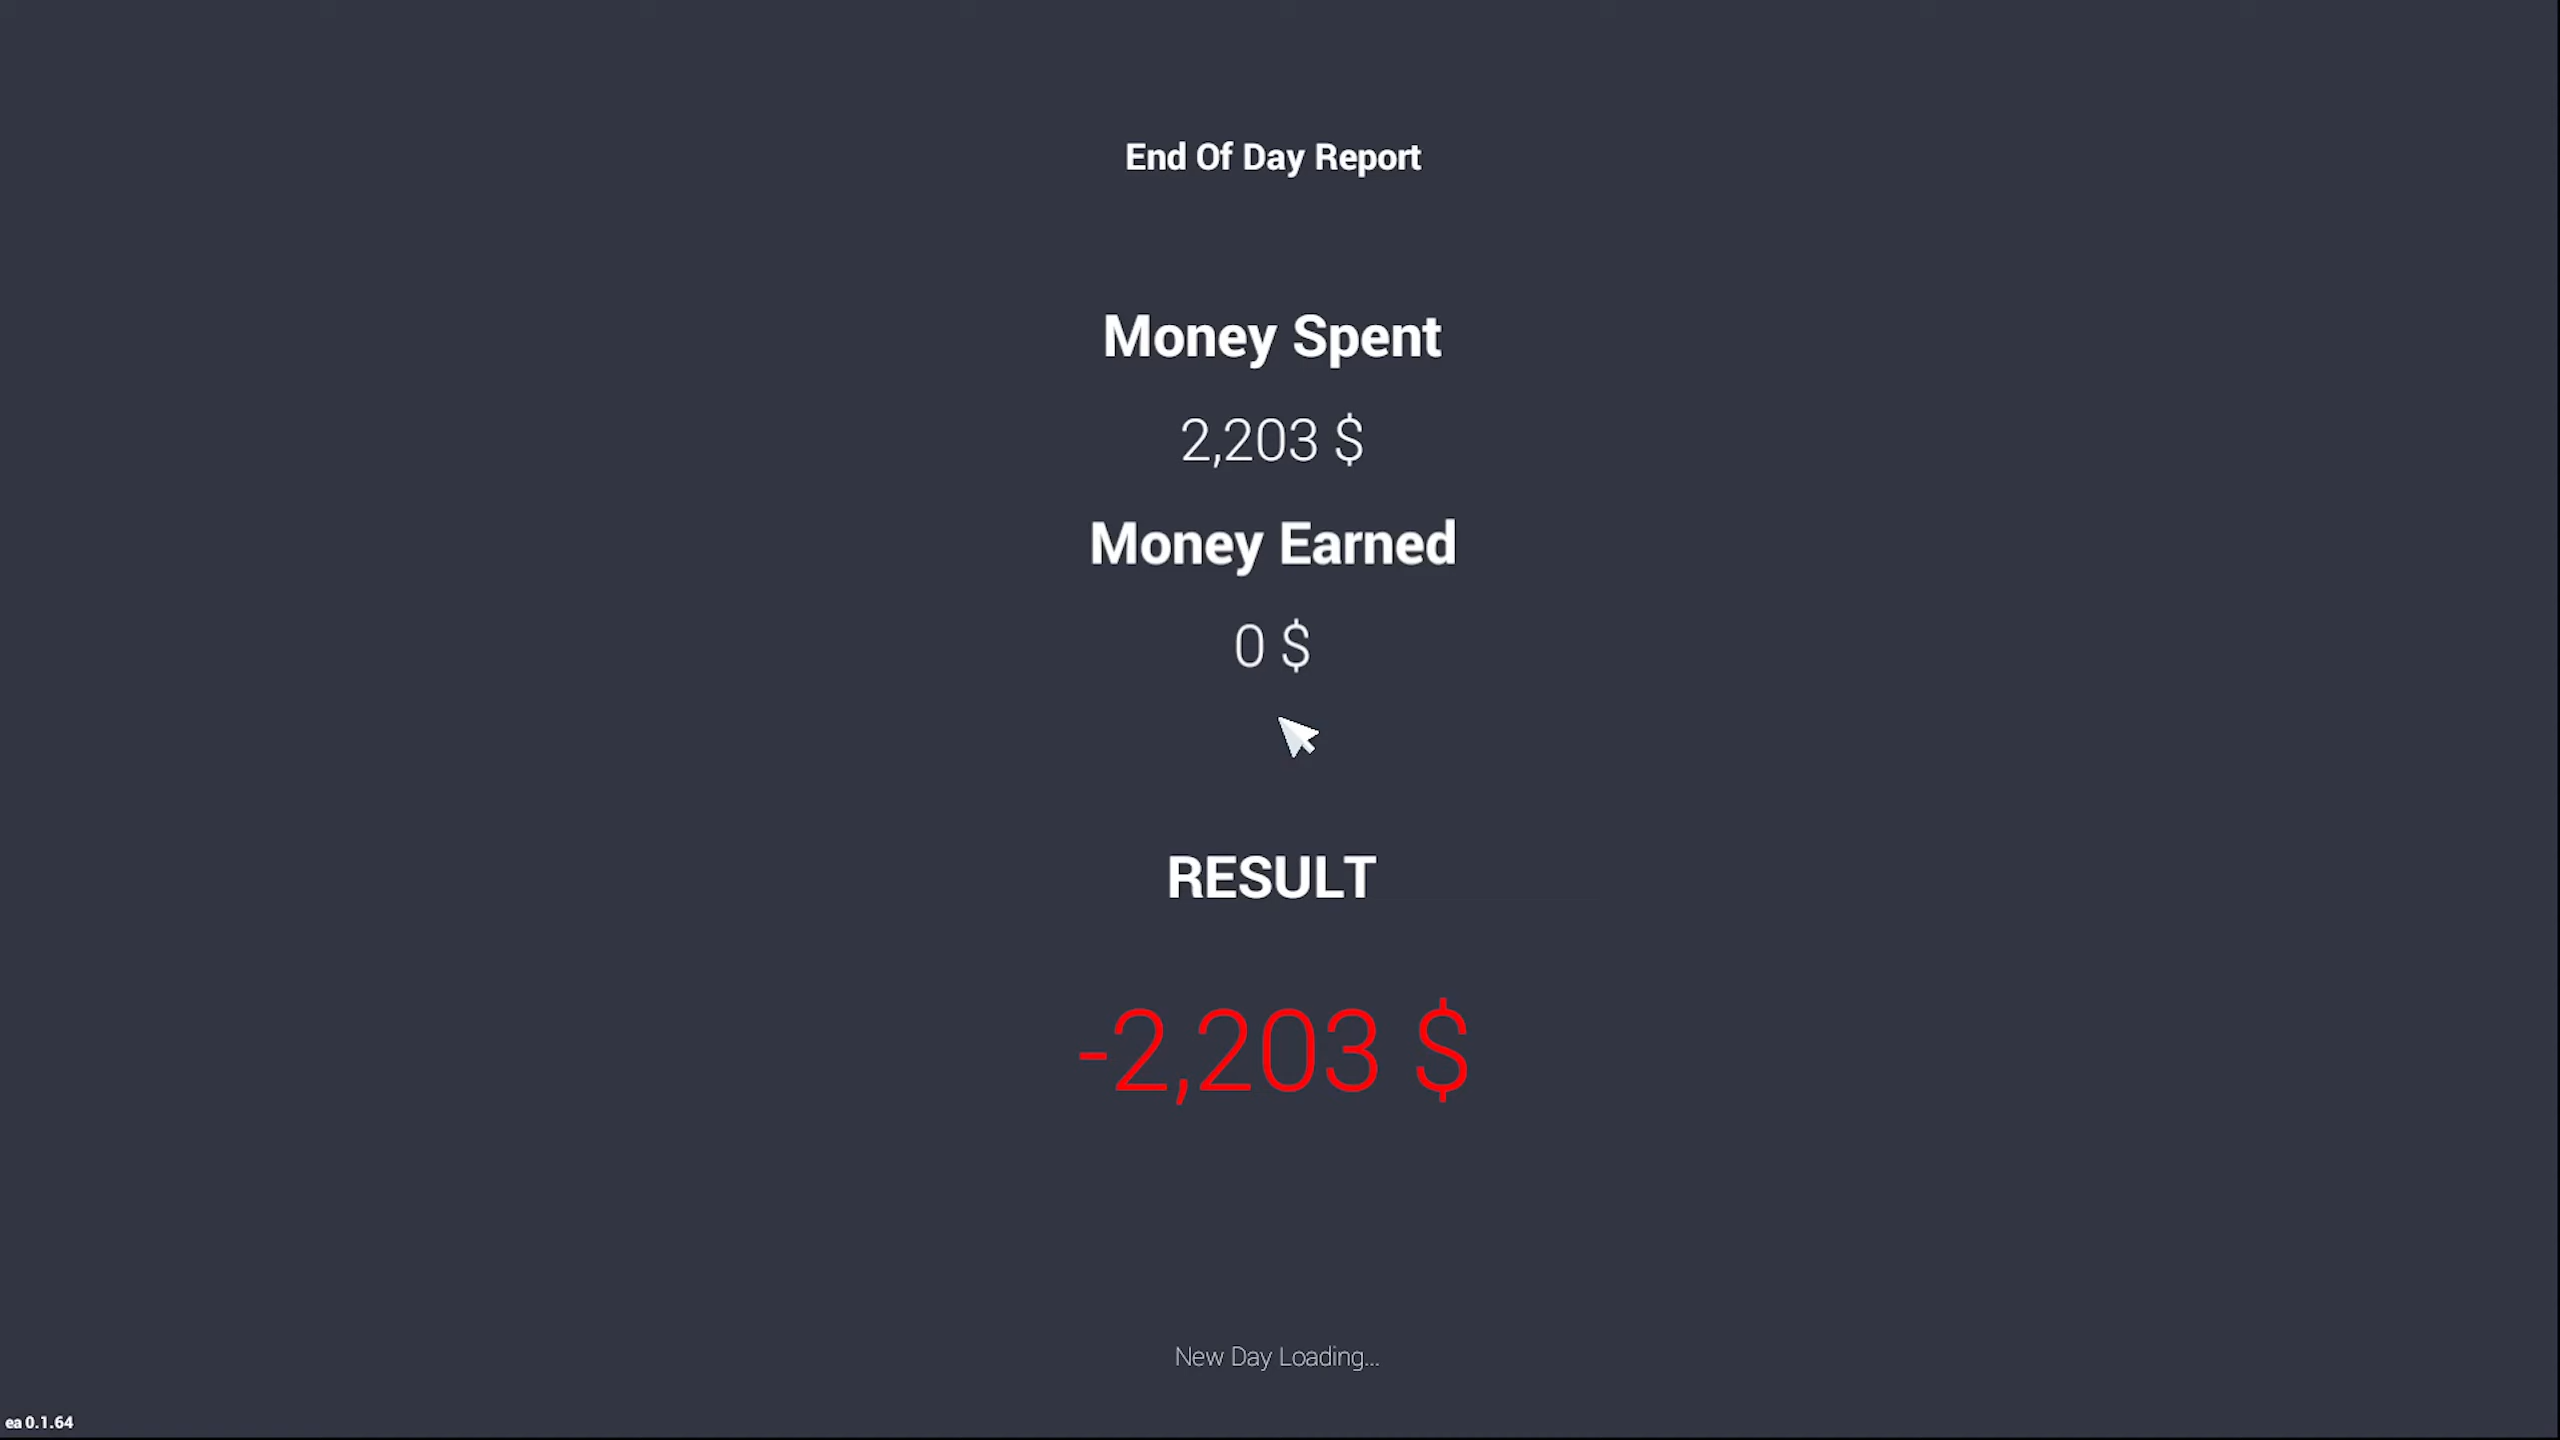 End Of Day Report
Money Spent
2,203 $
Money Earned
0 $
RESULT
-2,203 $
New Day Loading...
ea 0.1.64